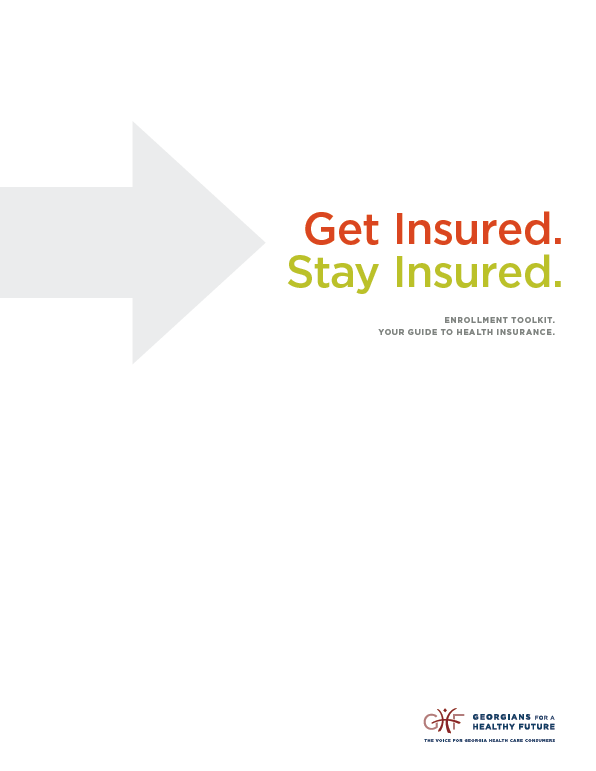 Get Insured.
Stay Insured.
ENROLLMENT TOOLKIT.
YOUR GUIDE TO HEALTH INSURANCE.
GHF
GEORGIANS FOR A
HEALTHY FUTURE
THE VOICE FOR GEORGIA HEALTH CARE CONSUMERS